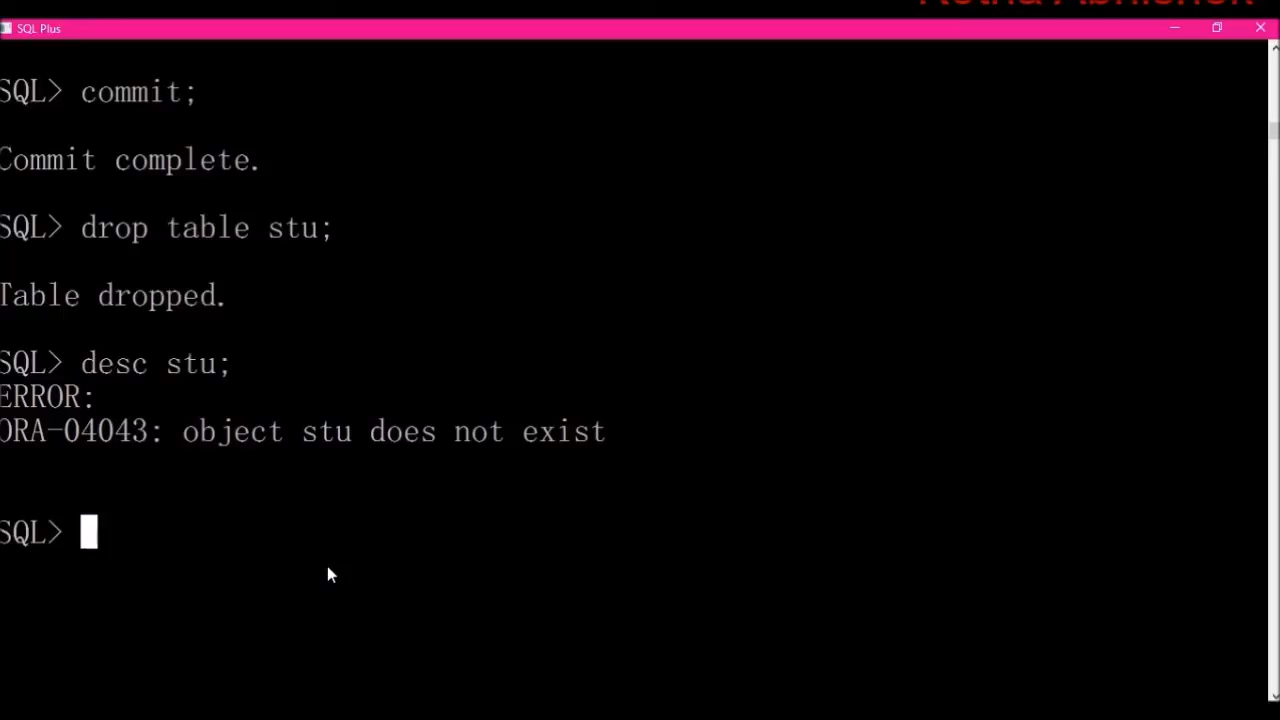 SQL Plus
SQL> commit;
Commit complete.
SQL> drop table stu;
Table dropped.
SQL> desc stu;
ERROR:
ORA-04043: object stu does not exist
SQL>